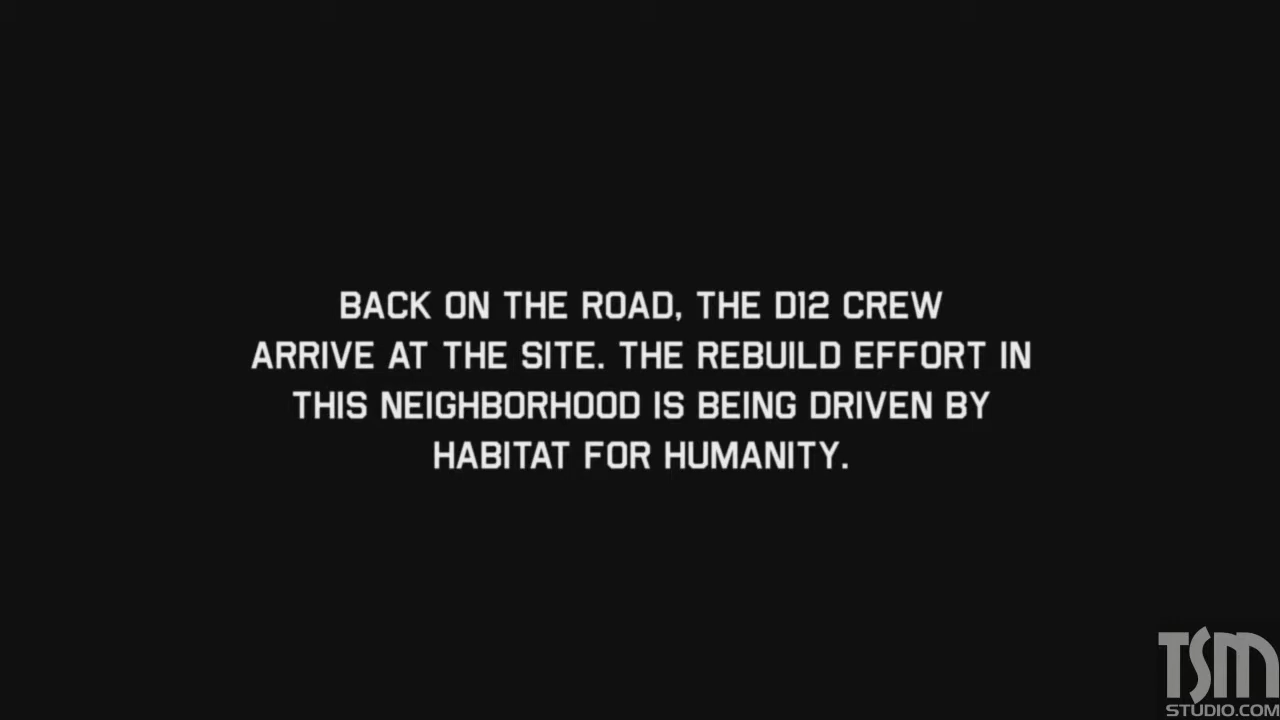 BACK ON THE ROAD, THE D12 CREW
ARRIVE AT THE SITE. THE REBUILD EFFORT IN
THIS NEIGHBORHOOD IS BEING DRIVEN BY
HABITAT FOR HUMANITY.
TSM
STUDIO.COM